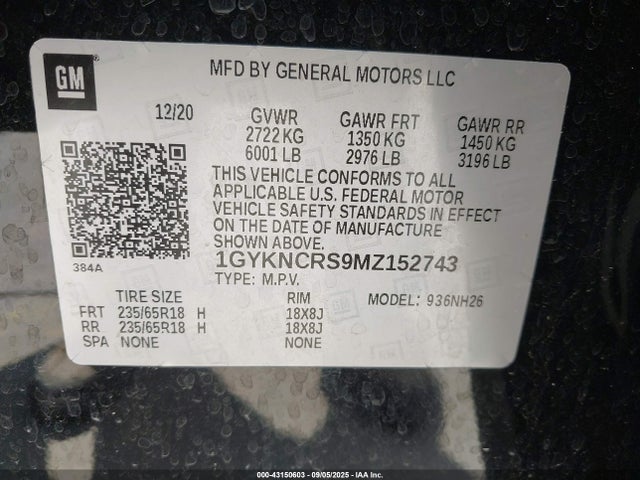 GM
MFD BY GENERAL MOTORS LLC
12/20 GVWR GAWR FRT GAWR RR
2722 KG 1350 KG 1450 KG
6001 LB 2976 LB 3196 LB
THIS VEHICLE CONFORMS TO ALL
APPLICABLE U.S. FEDERAL MOTOR
VEHICLE SAFETY STANDARDS IN EFFECT
ON THE DATE OF MANUFACTURE
SHOWN ABOVE.
384A
1GYKNCRS9MZ152743
TYPE: M.P.V.
TIRE SIZE RIM MODEL: 936NH26
FRT 235/65R18 H 18X8J
RR 235/65R18 H 18X8J
SPA NONE NONE
000-43150603 - 09/05/2025 - IAA Inc.